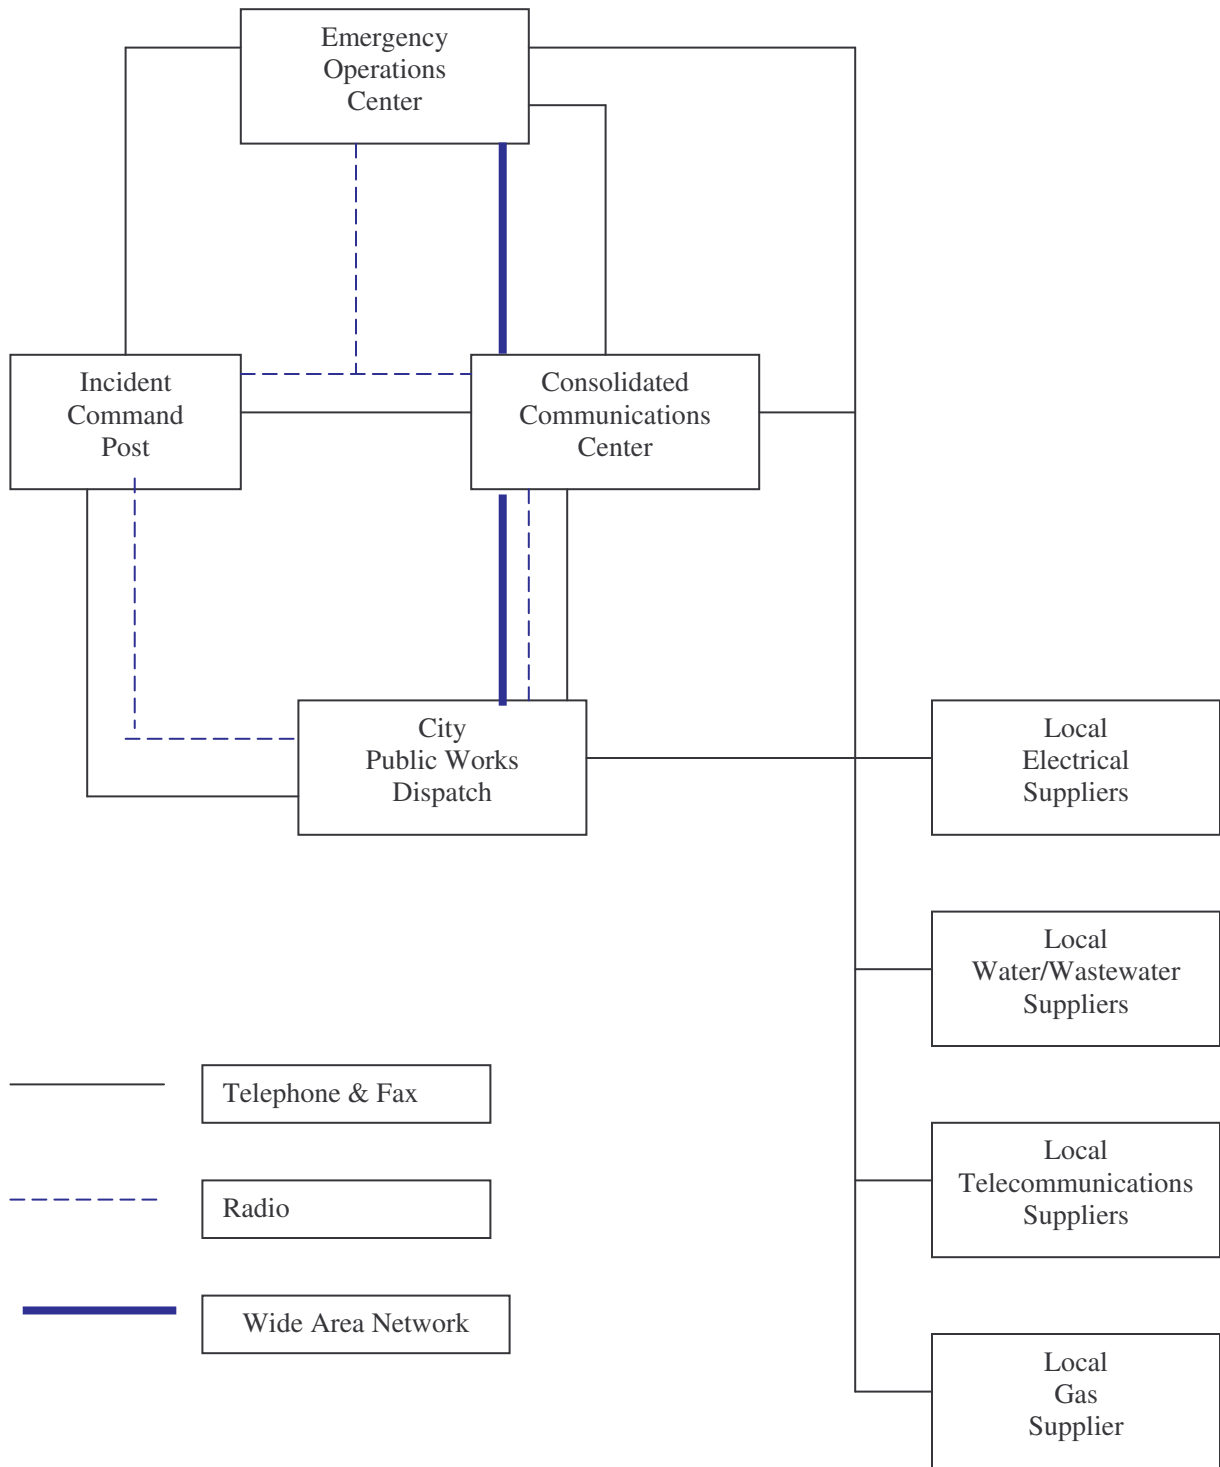 Emergency
Operations
Center
Incident
Command
Post
Consolidated
Communications
Center
City
Public Works
Dispatch
Local
Electrical
Suppliers
Local
Water/Wastewater
Suppliers
Local
Telecommunications
Suppliers
Local
Gas
Supplier
Telephone & Fax
Radio
Wide Area Network